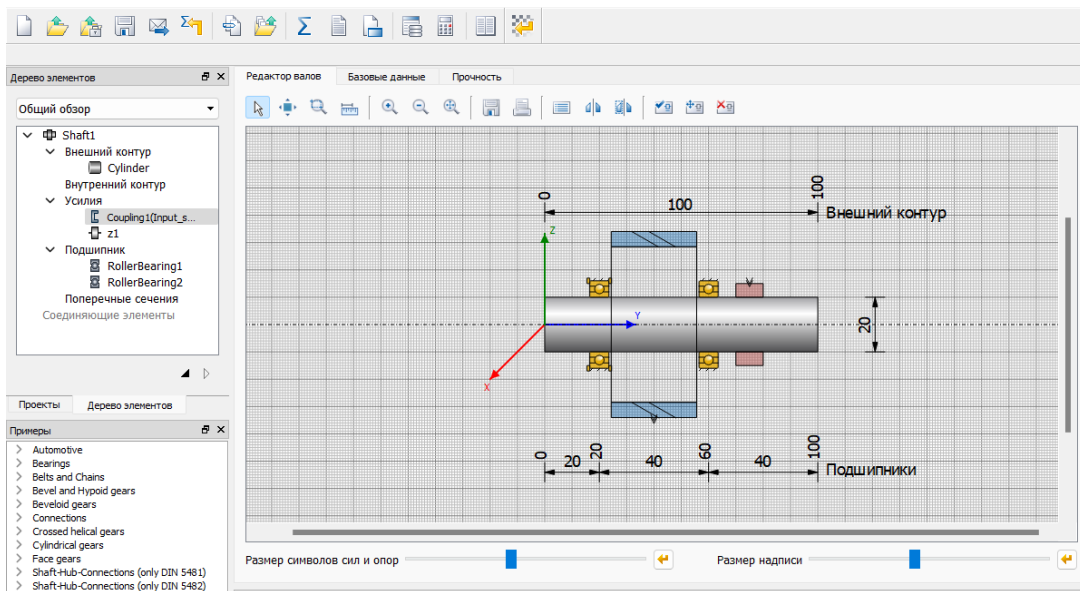 Дерево элементов
Общий обзор
Shaft1
Внешний контур
Cylinder
Внутренний контур
Усилия
Coupling1(Input_s...
z1
Подшипник
RollerBearing1
RollerBearing2
Поперечные сечения
Соединяющие элементы
Проекты Дерево элементов
Примеры
Automotive
Bearings
Belts and Chains
Bevel and Hypoid gears
Beveloid gears
Connections
Crossed helical gears
Cylindrical gears
Face gears
Shaft-Hub-Connections (only DIN 5481)
Shaft-Hub-Connections (only DIN 5482)
Редактор валов Базовые данные Прочность
0 100 100
Внешний контур
Z
Y
X
20
0 20 20 40 60 40 100
Подшипники
Размер символов сил и опор Размер надписи